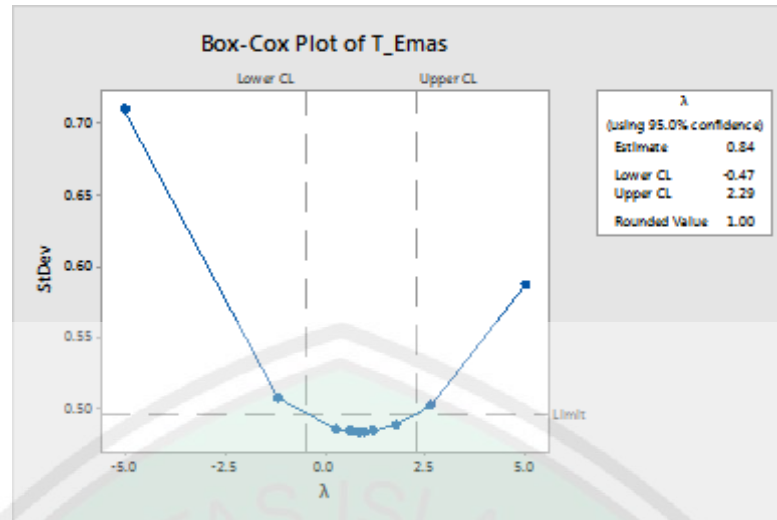 Box-Cox Plot of T_Emas
Lower CL Upper CL
λ
(using 95.0% confidence)
Estimate 0.84
Lower CL -0.47
Upper CL 2.29
Rounded Value 1.00
StDev
0.70
0.65
0.60
0.55
0.50
Limit
-5.0 -2.5 0.0 2.5 5.0
λ
TAS ISLA